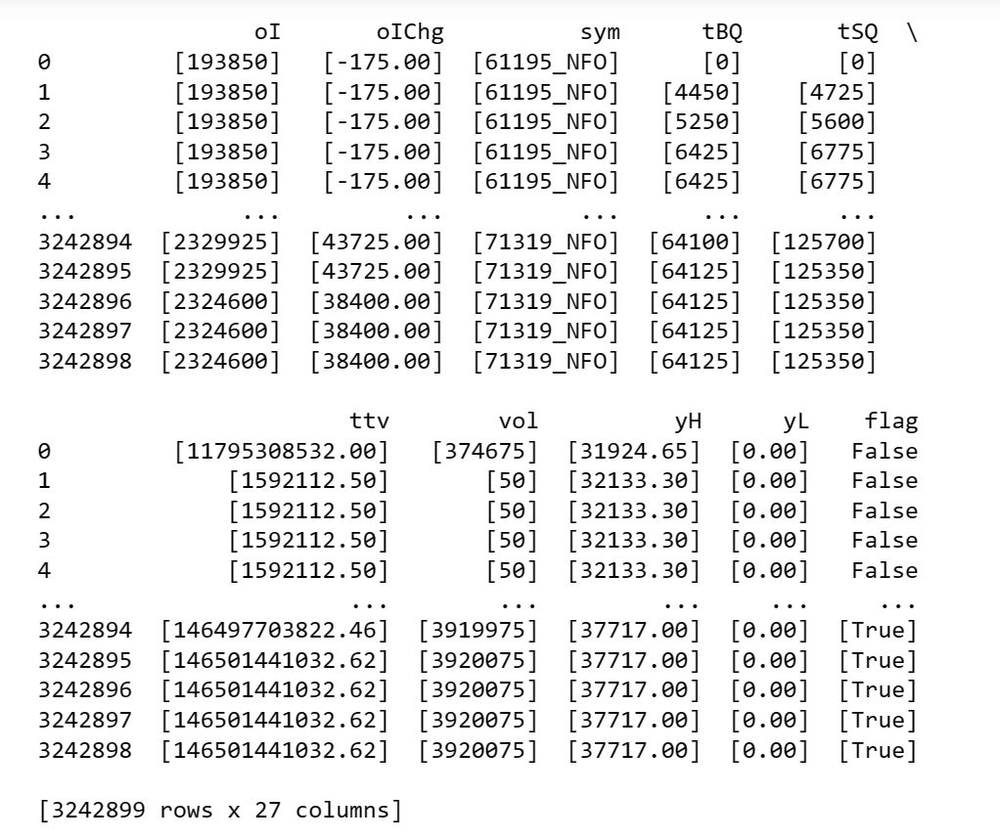 oI oIChg sym tBQ tSQ \
0 [193850] [-175.00] [61195_NFO] [0] [0]
1 [193850] [-175.00] [61195_NFO] [4450] [4725]
2 [193850] [-175.00] [61195_NFO] [5250] [5600]
3 [193850] [-175.00] [61195_NFO] [6425] [6775]
4 [193850] [-175.00] [61195_NFO] [6425] [6775]
... ... ... ... ... ...
3242894 [2329925] [43725.00] [71319_NFO] [64100] [125700]
3242895 [2329925] [43725.00] [71319_NFO] [64125] [125350]
3242896 [2324600] [38400.00] [71319_NFO] [64125] [125350]
3242897 [2324600] [38400.00] [71319_NFO] [64125] [125350]
3242898 [2324600] [38400.00] [71319_NFO] [64125] [125350]
ttv vol yH yL flag
0 [11795308532.00] [374675] [31924.65] [0.00] False
1 [1592112.50] [50] [32133.30] [0.00] False
2 [1592112.50] [50] [32133.30] [0.00] False
3 [1592112.50] [50] [32133.30] [0.00] False
4 [1592112.50] [50] [32133.30] [0.00] False
... ... ... ... ... ...
3242894 [146497703822.46] [3919975] [37717.00] [0.00] [True]
3242895 [146501441032.62] [3920075] [37717.00] [0.00] [True]
3242896 [146501441032.62] [3920075] [37717.00] [0.00] [True]
3242897 [146501441032.62] [3920075] [37717.00] [0.00] [True]
3242898 [146501441032.62] [3920075] [37717.00] [0.00] [True]
[3242899 rows x 27 columns]